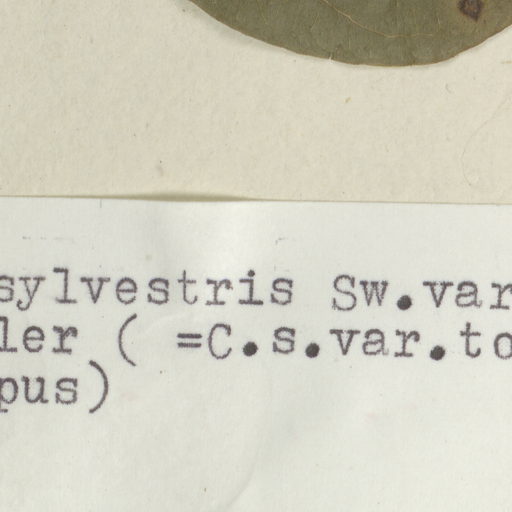 sylvestris Sw.var
ler ( =C.s.var.to
pus)